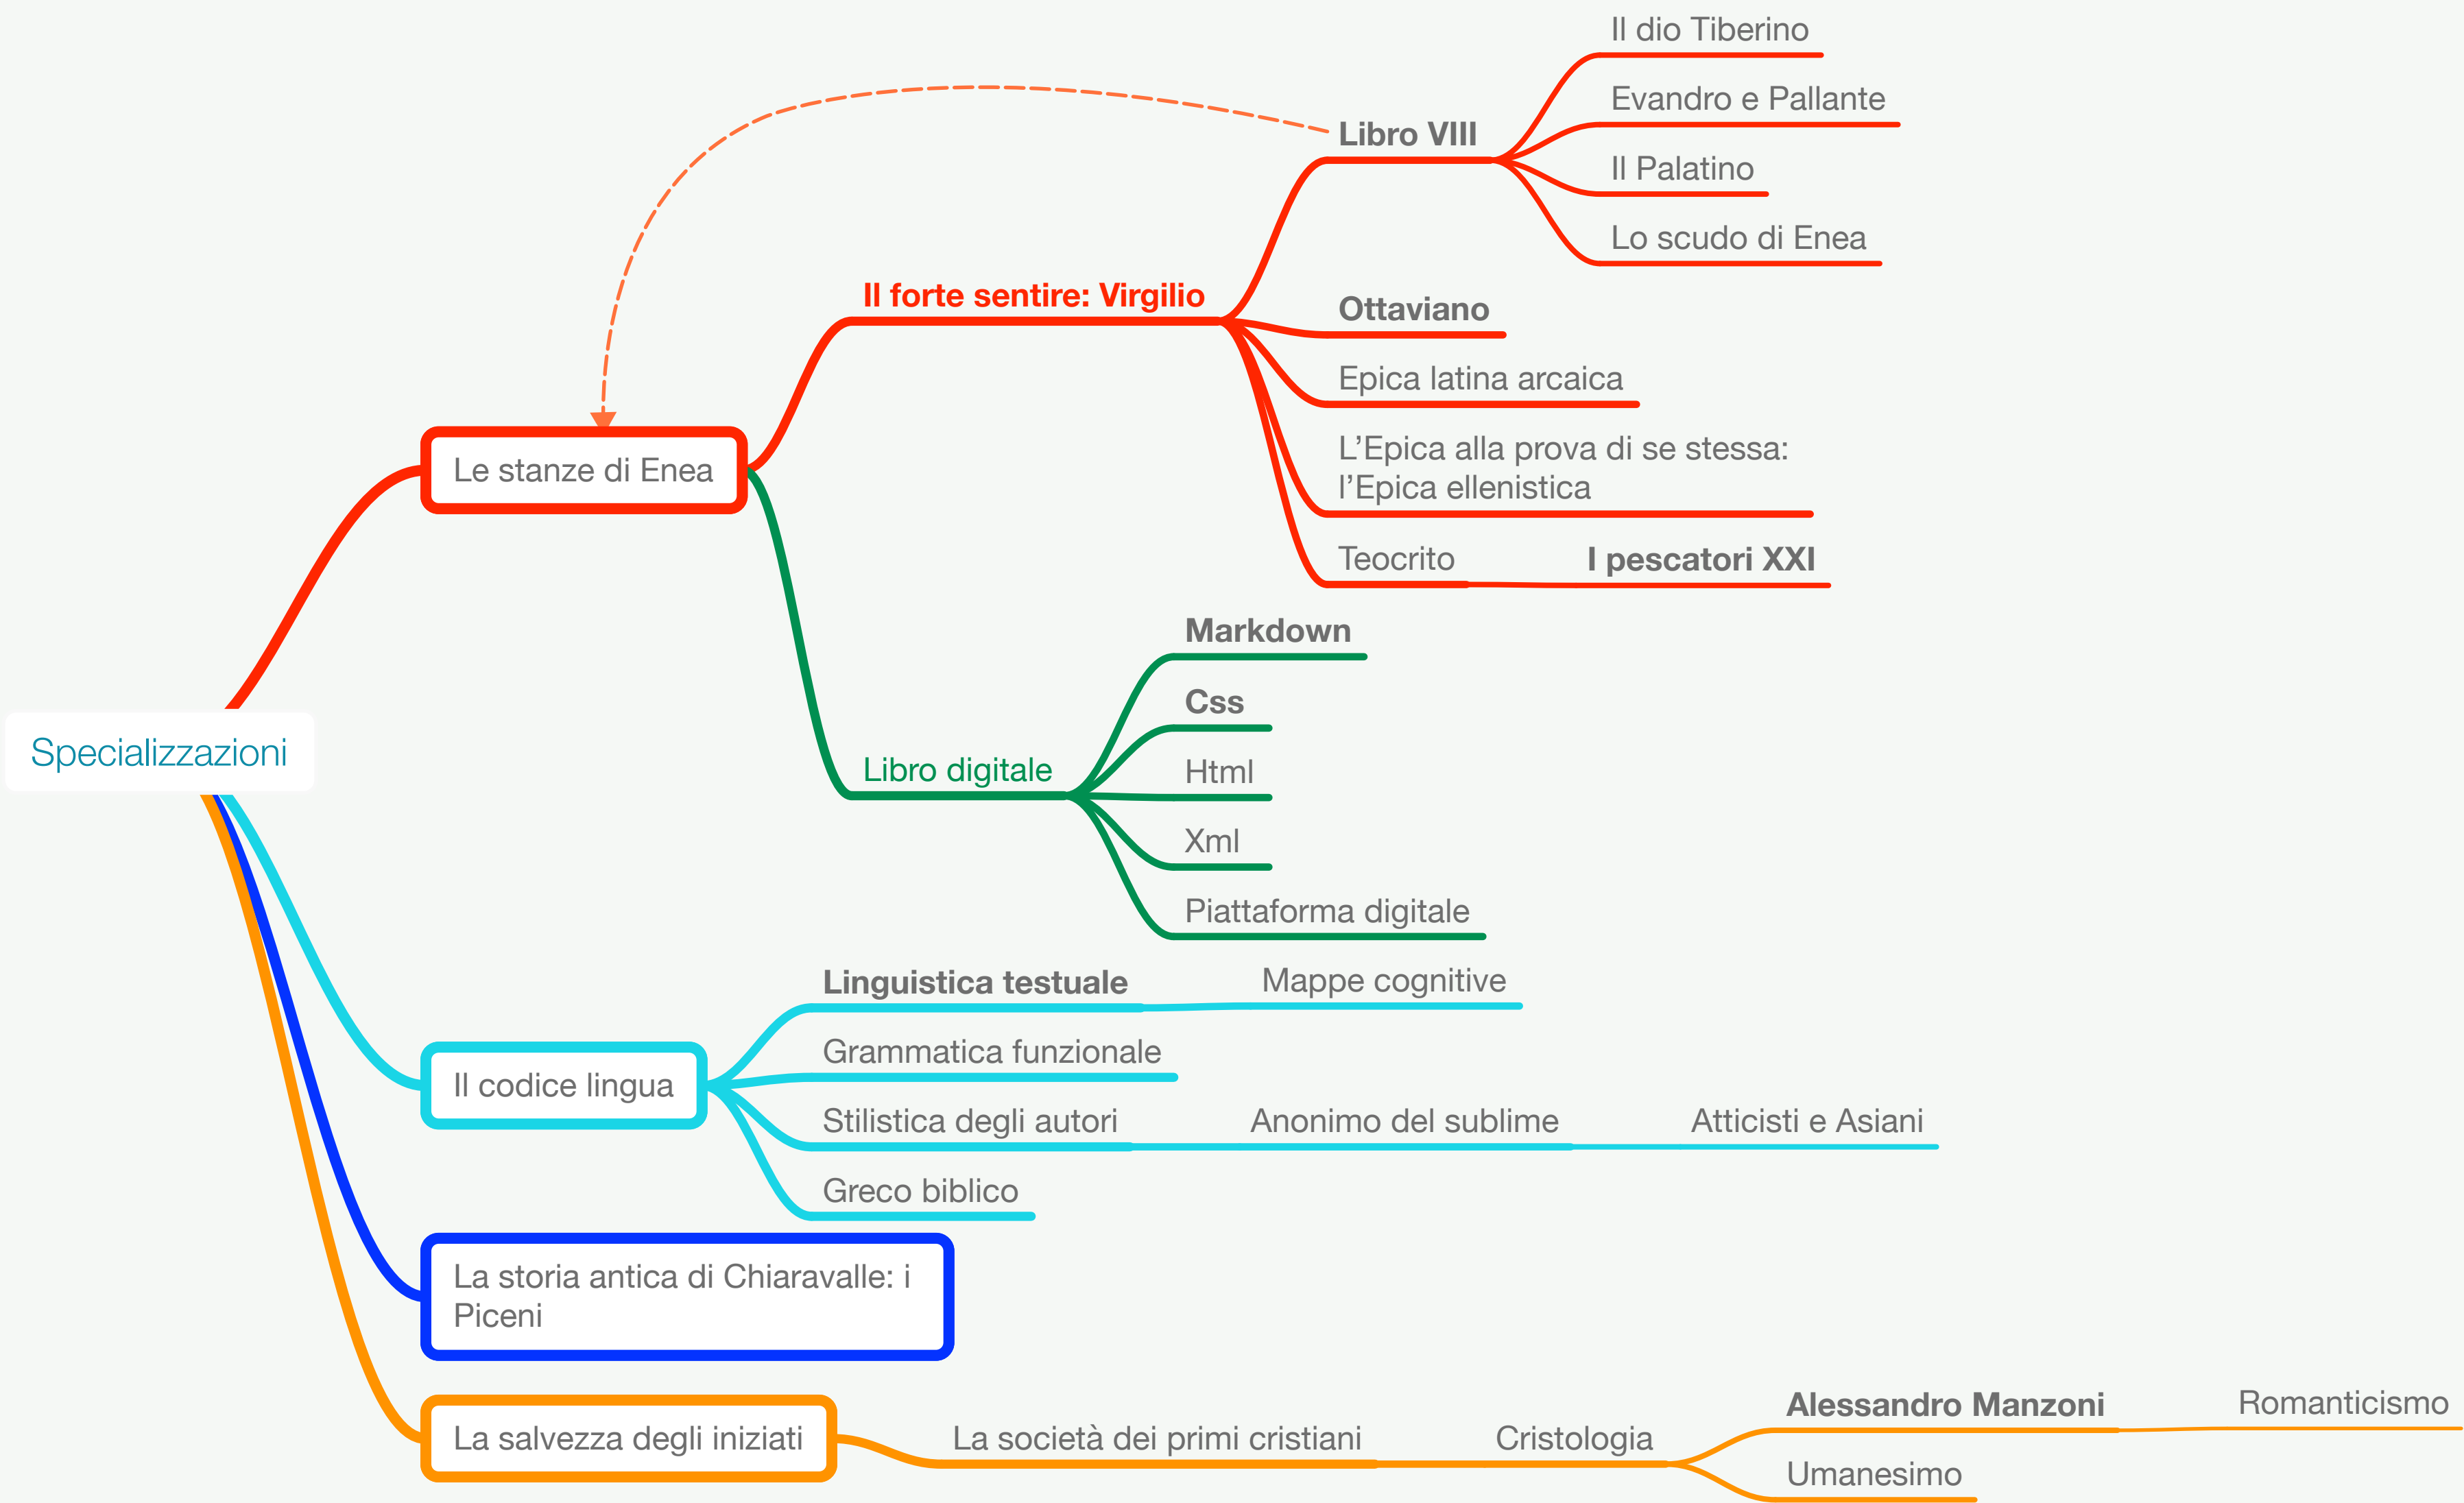 Il dio Tiberino
Evandro e Pallante
Libro VIII
Il Palatino
Lo scudo di Enea
Il forte sentire: Virgilio
Ottaviano
Epica latina arcaica
L’Epica alla prova di se stessa:
l’Epica ellenistica
Le stanze di Enea
Teocrito
I pescatori XXI
Markdown
Css
Specializzazioni
Libro digitale
Html
Xml
Piattaforma digitale
Linguistica testuale
Mappe cognitive
Grammatica funzionale
Il codice lingua
Stilistica degli autori
Anonimo del sublime
Atticisti e Asiani
Greco biblico
La storia antica di Chiaravalle: i
Piceni
La salvezza degli iniziati
La società dei primi cristiani
Cristologia
Alessandro Manzoni
Romanticismo
Umanesimo